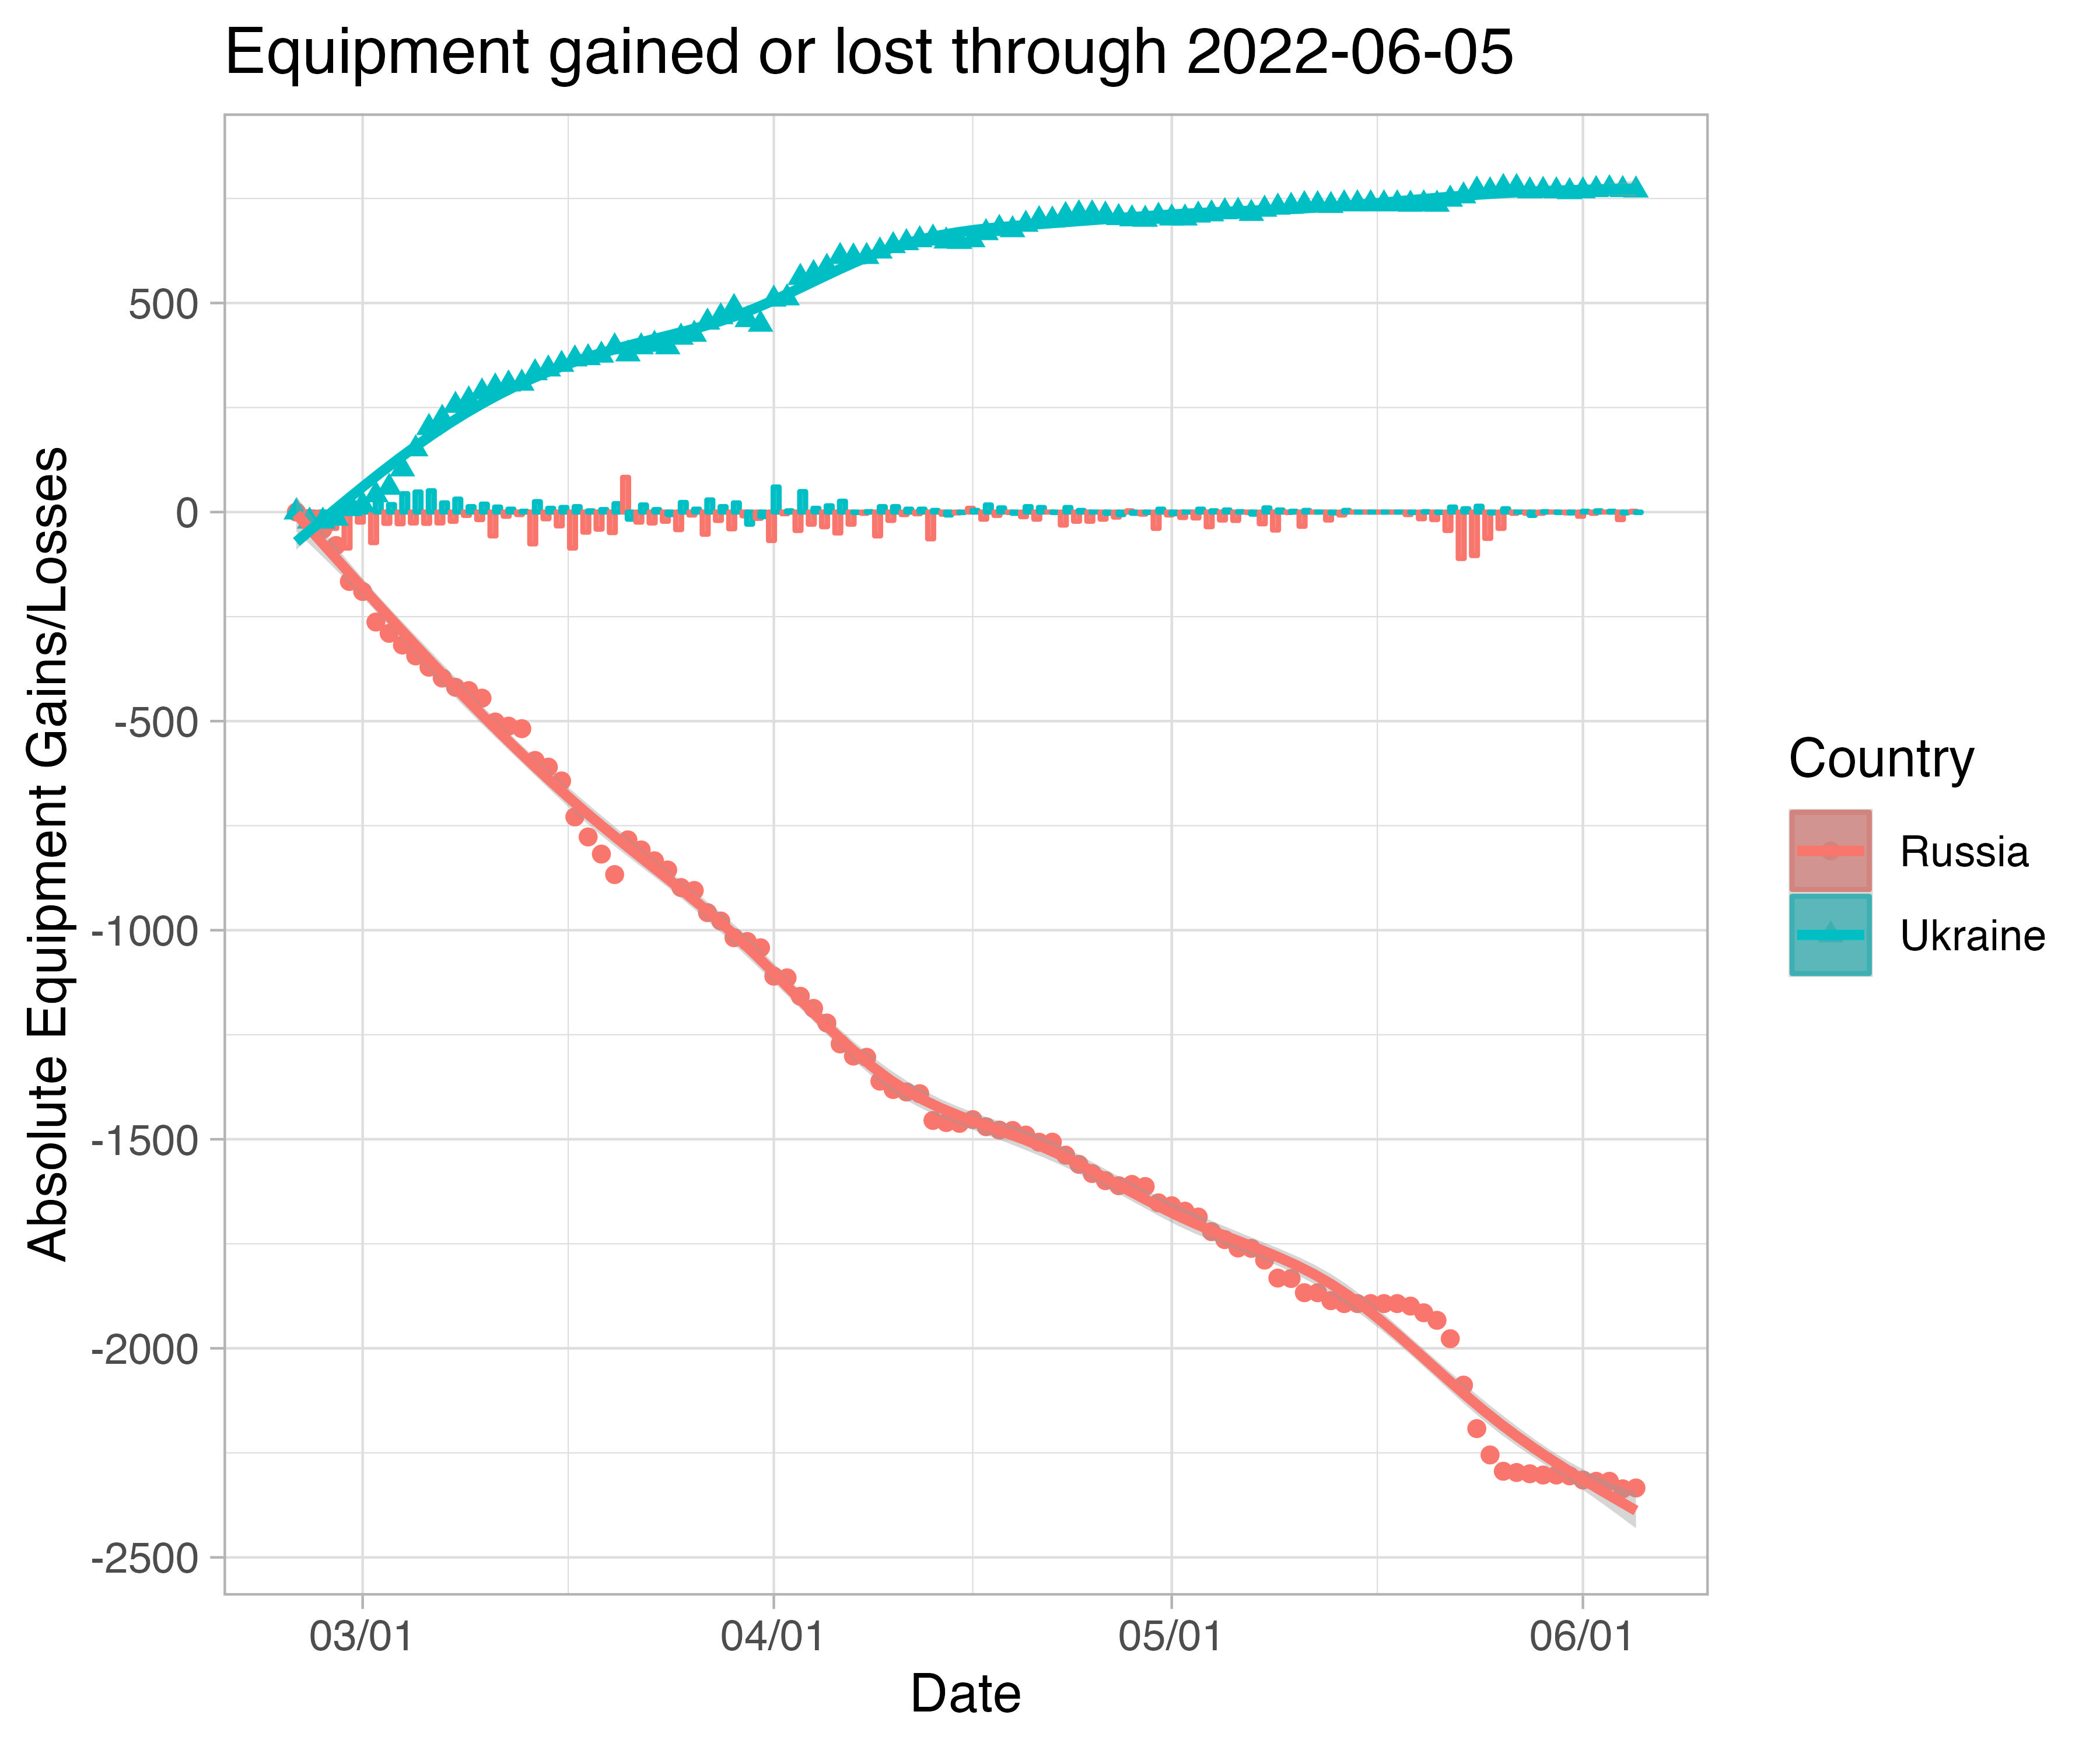 Equipment gained or lost through 2022-06-05
Absolute Equipment Gains/Losses
500
0
-500
-1000
-1500
-2000
-2500
03/01
04/01
05/01
06/01
Date
Country
Russia
Ukraine